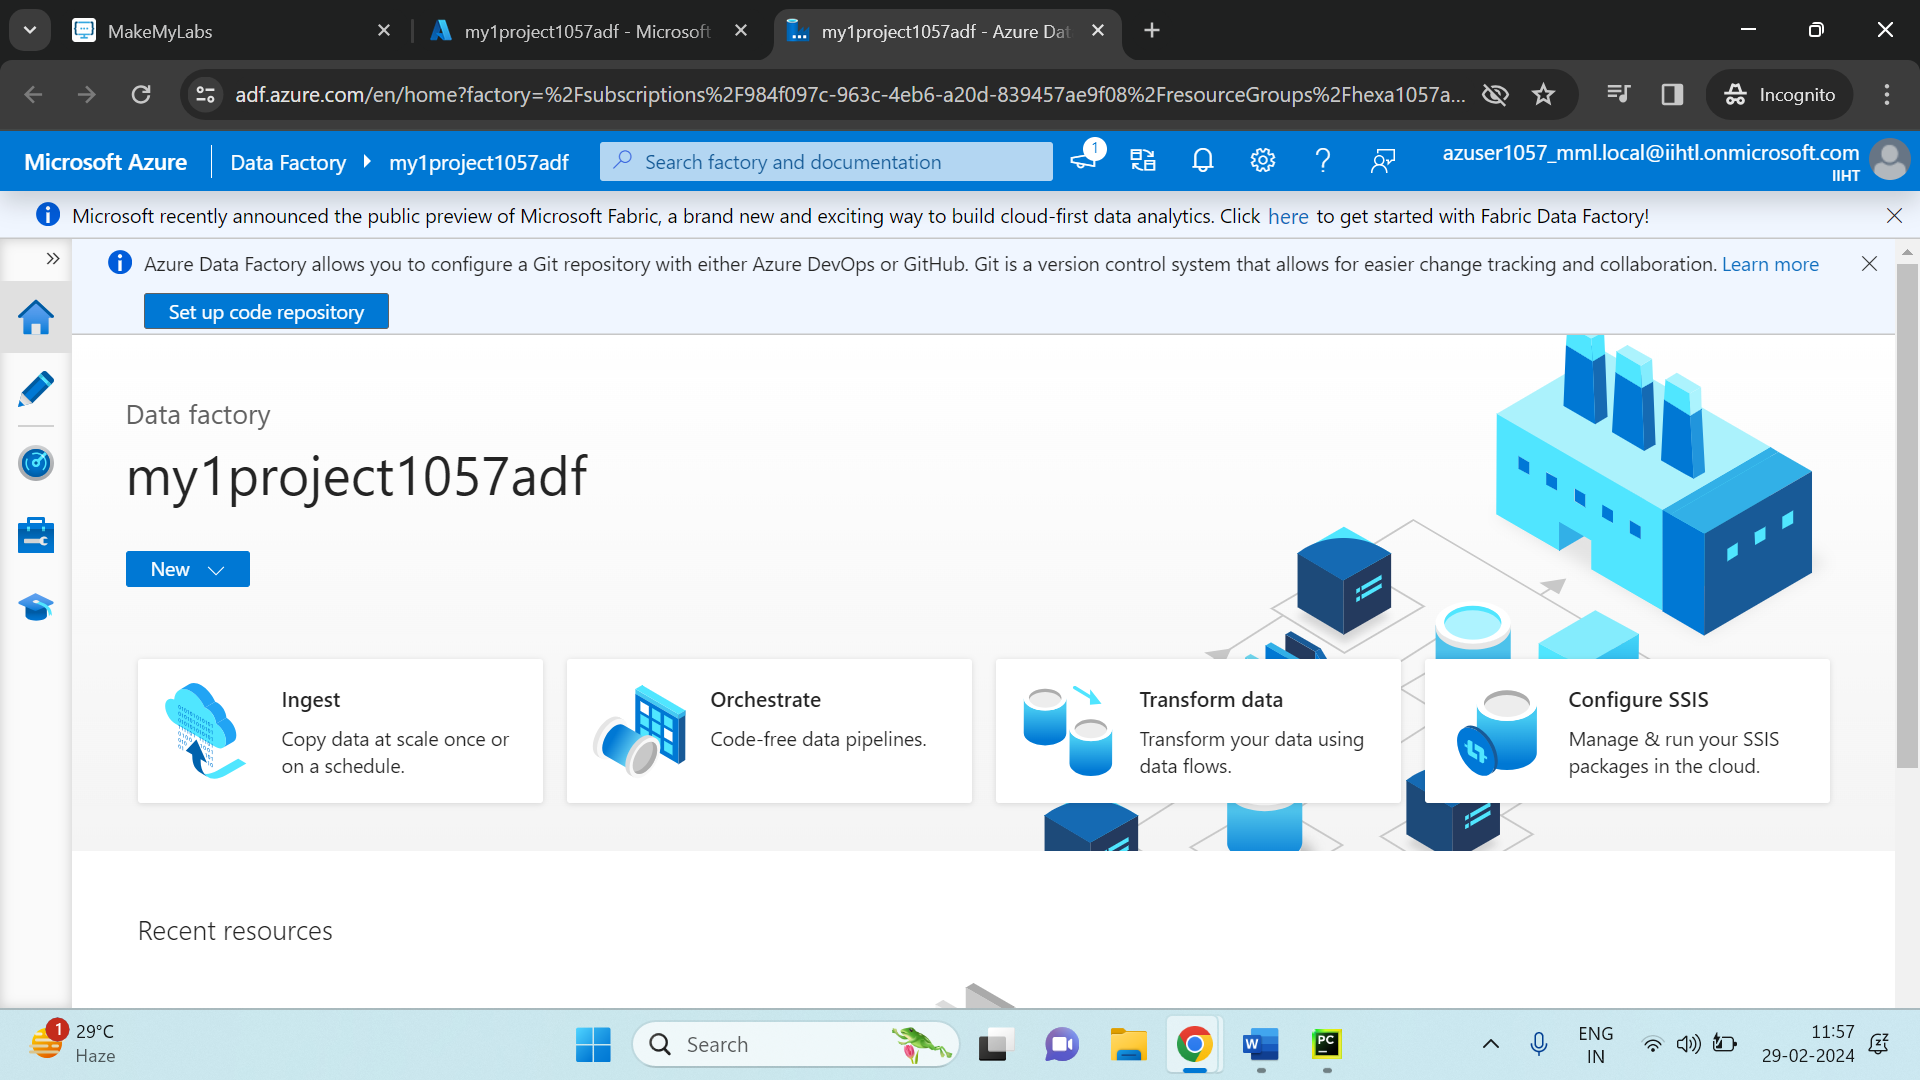 MakeMyLabs
my1project1057adf - Microsoft
my1project1057adf - Azure Dat
adf.azure.com/en/home?factory=%2Fsubscriptions%2F984f097c-963c-4eb6-a20d-839457ae9f08%2FresourceGroups%2Fhexa1057a...
Incognito
Microsoft Azure
Data Factory
my1project1057adf
Search factory and documentation
1
azuser1057_mml.local@iihtl.onmicrosoft.com
IIHT
Microsoft recently announced the public preview of Microsoft Fabric, a brand new and exciting way to build cloud-first data analytics. Click here to get started with Fabric Data Factory!
Azure Data Factory allows you to configure a Git repository with either Azure DevOps or GitHub. Git is a version control system that allows for easier change tracking and collaboration. Learn more
Set up code repository
Data factory
my1project1057adf
New
Ingest
Copy data at scale once or
on a schedule.
Orchestrate
Code-free data pipelines.
Transform data
Transform your data using
data flows.
Configure SSIS
Manage & run your SSIS
packages in the cloud.
Recent resources
1
29°C
Haze
Search
W
PC
ENG
IN
11:57
29-02-2024